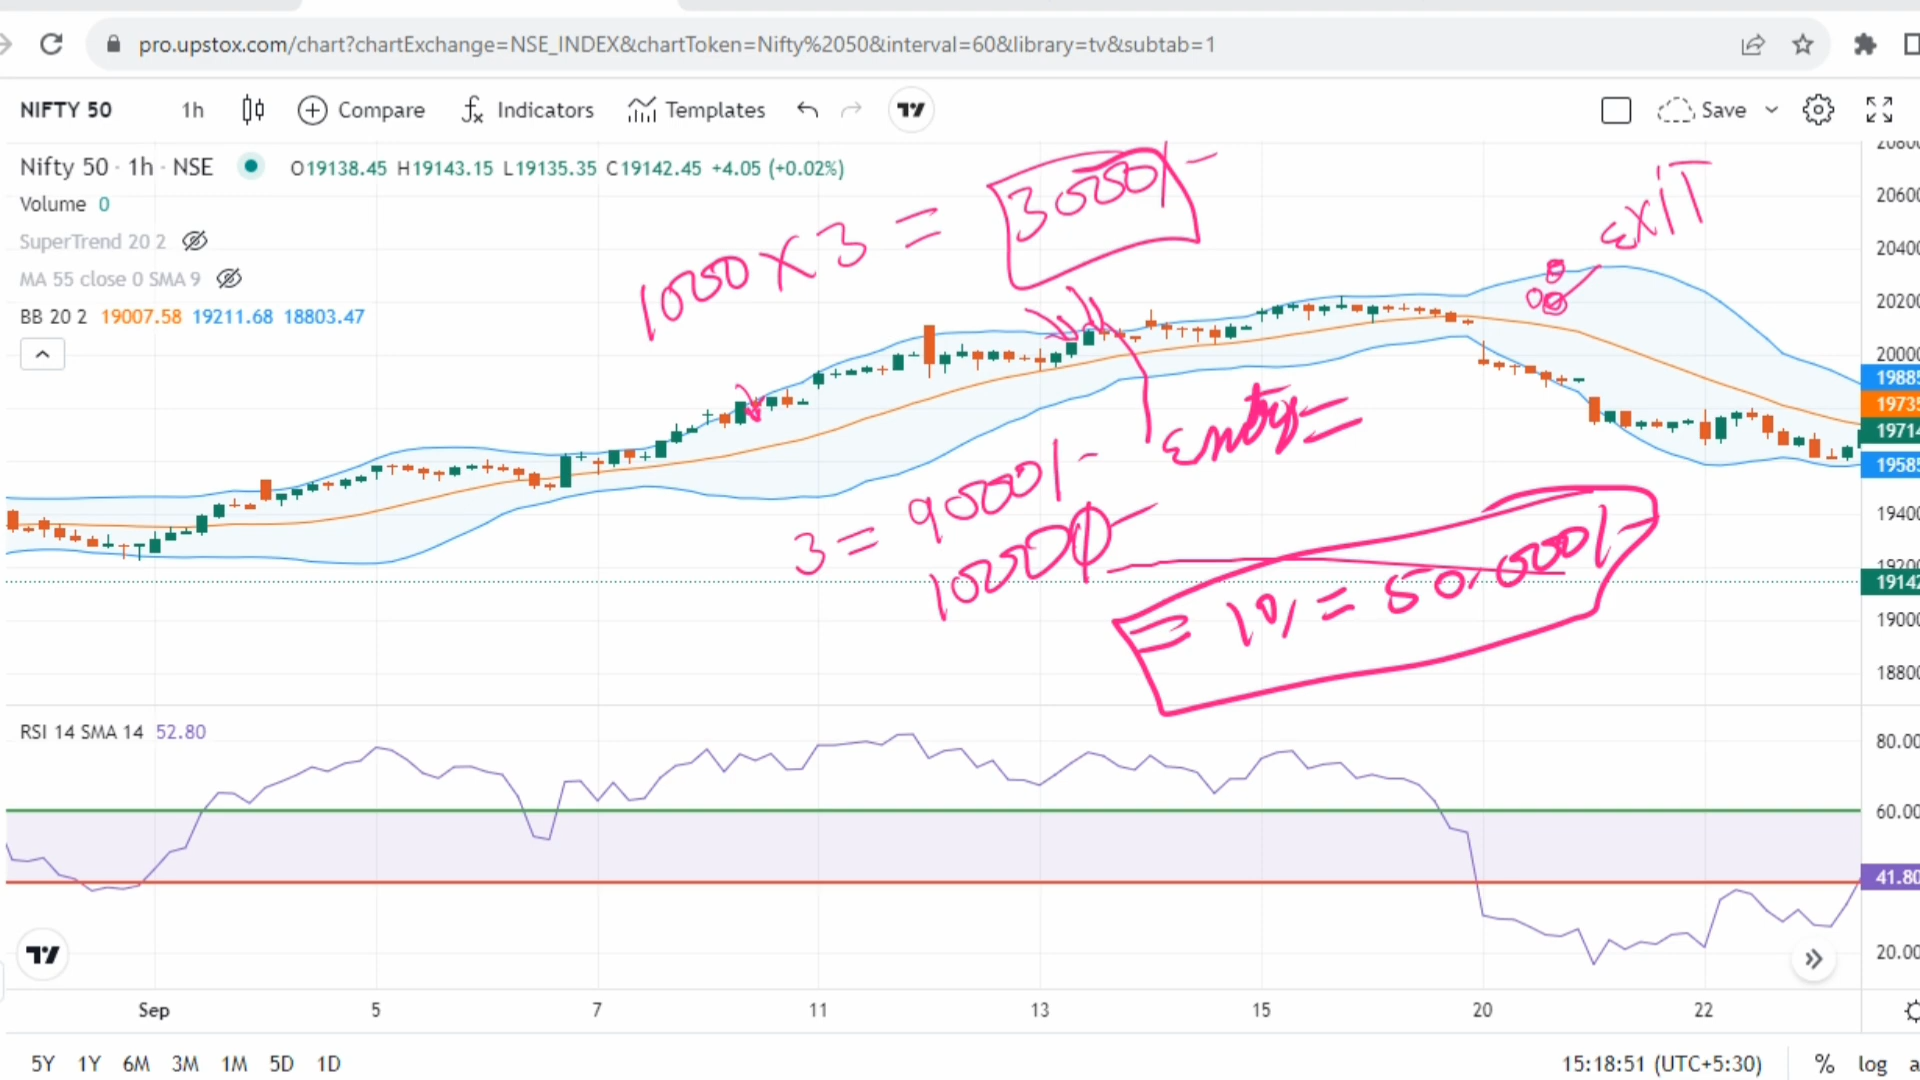 pro.upstox.com/chart?chartExchange=NSE_INDEX&chartToken=Nifty%2050&interval=60&library=tv&subtab=1
NIFTY 50 1h Compare Indicators Templates Save
Nifty 50 · 1h · NSE O19138.45 H19143.15 L19135.35 C19142.45 +4.05 (+0.02%)
Volume 0
SuperTrend 20 2
MA 55 close 0 SMA 9
BB 20 2 19007.58 19211.68 18803.47
1000 X 3 = 3000/-
EXIT
Entry =
3 = 90000/-
= 1% = 50,000/-
20600
20400
20200
20000
19400
19000
18800
RSI 14 SMA 14 52.80
80.00
60.00
41.80
20.00
Sep 5 7 11 13 15 20 22
5Y 1Y 6M 3M 1M 5D 1D 15:18:51 (UTC+5:30) % log